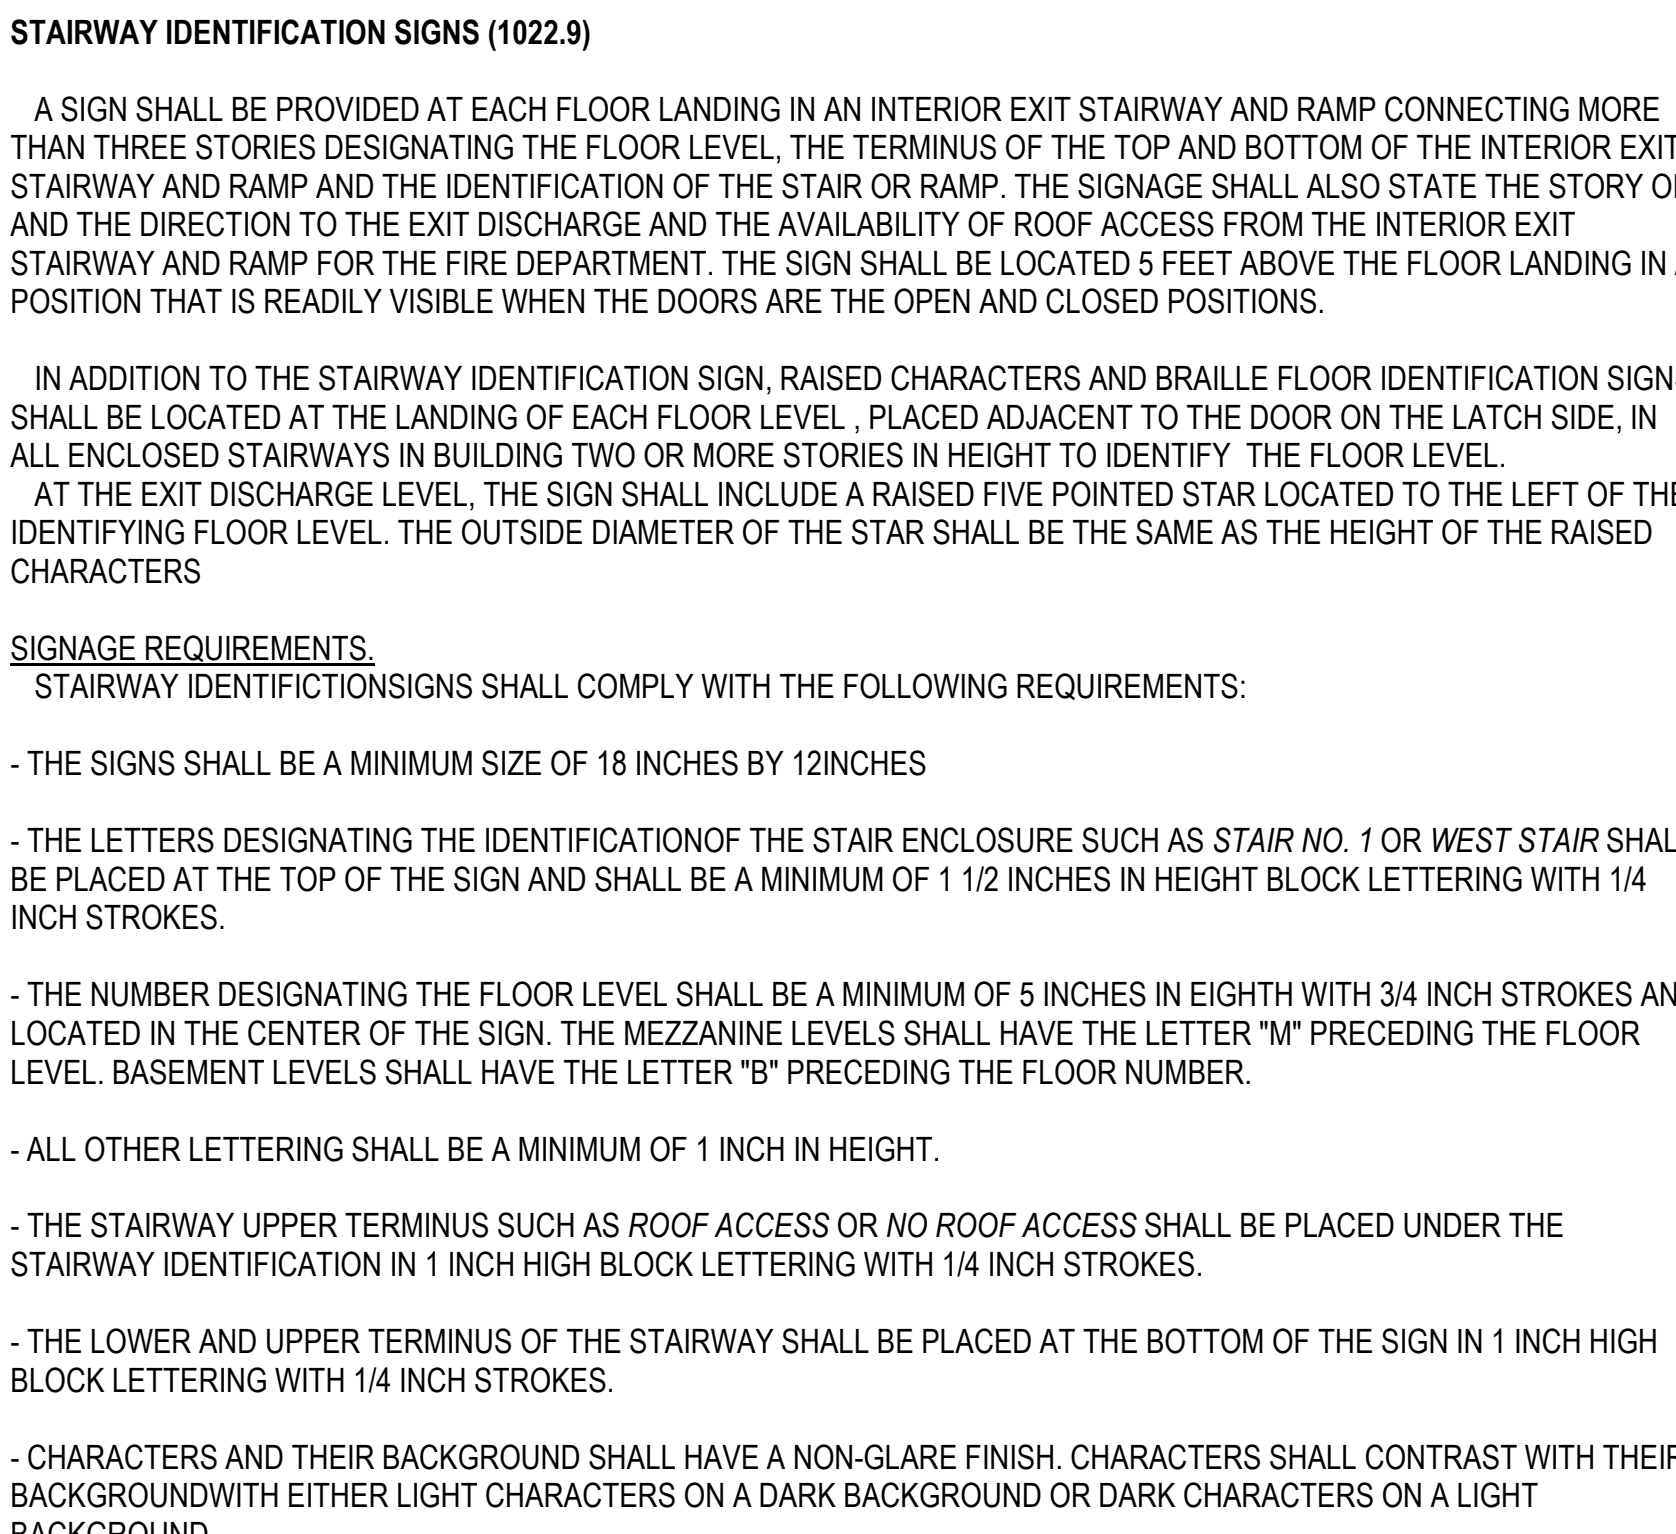 STAIRWAY IDENTIFICATION SIGNS (1022.9)
A SIGN SHALL BE PROVIDED AT EACH FLOOR LANDING IN AN INTERIOR EXIT STAIRWAY AND RAMP CONNECTING MORE
THAN THREE STORIES DESIGNATING THE FLOOR LEVEL, THE TERMINUS OF THE TOP AND BOTTOM OF THE INTERIOR EXIT
STAIRWAY AND RAMP AND THE IDENTIFICATION OF THE STAIR OR RAMP. THE SIGNAGE SHALL ALSO STATE THE STORY OF
AND THE DIRECTION TO THE EXIT DISCHARGE AND THE AVAILABILITY OF ROOF ACCESS FROM THE INTERIOR EXIT
STAIRWAY AND RAMP FOR THE FIRE DEPARTMENT. THE SIGN SHALL BE LOCATED 5 FEET ABOVE THE FLOOR LANDING IN A
POSITION THAT IS READILY VISIBLE WHEN THE DOORS ARE THE OPEN AND CLOSED POSITIONS.
IN ADDITION TO THE STAIRWAY IDENTIFICATION SIGN, RAISED CHARACTERS AND BRAILLE FLOOR IDENTIFICATION SIGNS
SHALL BE LOCATED AT THE LANDING OF EACH FLOOR LEVEL , PLACED ADJACENT TO THE DOOR ON THE LATCH SIDE, IN
ALL ENCLOSED STAIRWAYS IN BUILDING TWO OR MORE STORIES IN HEIGHT TO IDENTIFY  THE FLOOR LEVEL.
AT THE EXIT DISCHARGE LEVEL, THE SIGN SHALL INCLUDE A RAISED FIVE POINTED STAR LOCATED TO THE LEFT OF THE
IDENTIFYING FLOOR LEVEL. THE OUTSIDE DIAMETER OF THE STAR SHALL BE THE SAME AS THE HEIGHT OF THE RAISED
CHARACTERS
SIGNAGE REQUIREMENTS.
STAIRWAY IDENTIFICTIONSIGNS SHALL COMPLY WITH THE FOLLOWING REQUIREMENTS:
- THE SIGNS SHALL BE A MINIMUM SIZE OF 18 INCHES BY 12INCHES
- THE LETTERS DESIGNATING THE IDENTIFICATIONOF THE STAIR ENCLOSURE SUCH AS STAIR NO. 1 OR WEST STAIR SHAL
BE PLACED AT THE TOP OF THE SIGN AND SHALL BE A MINIMUM OF 1 1/2 INCHES IN HEIGHT BLOCK LETTERING WITH 1/4
INCH STROKES.
- THE NUMBER DESIGNATING THE FLOOR LEVEL SHALL BE A MINIMUM OF 5 INCHES IN EIGHTH WITH 3/4 INCH STROKES AN
LOCATED IN THE CENTER OF THE SIGN. THE MEZZANINE LEVELS SHALL HAVE THE LETTER "M" PRECEDING THE FLOOR
LEVEL. BASEMENT LEVELS SHALL HAVE THE LETTER "B" PRECEDING THE FLOOR NUMBER.
- ALL OTHER LETTERING SHALL BE A MINIMUM OF 1 INCH IN HEIGHT.
- THE STAIRWAY UPPER TERMINUS SUCH AS ROOF ACCESS OR NO ROOF ACCESS SHALL BE PLACED UNDER THE
STAIRWAY IDENTIFICATION IN 1 INCH HIGH BLOCK LETTERING WITH 1/4 INCH STROKES.
- THE LOWER AND UPPER TERMINUS OF THE STAIRWAY SHALL BE PLACED AT THE BOTTOM OF THE SIGN IN 1 INCH HIGH
BLOCK LETTERING WITH 1/4 INCH STROKES.
- CHARACTERS AND THEIR BACKGROUND SHALL HAVE A NON-GLARE FINISH. CHARACTERS SHALL CONTRAST WITH THEIR
BACKGROUNDWITH EITHER LIGHT CHARACTERS ON A DARK BACKGROUND OR DARK CHARACTERS ON A LIGHT
BACKGROUND